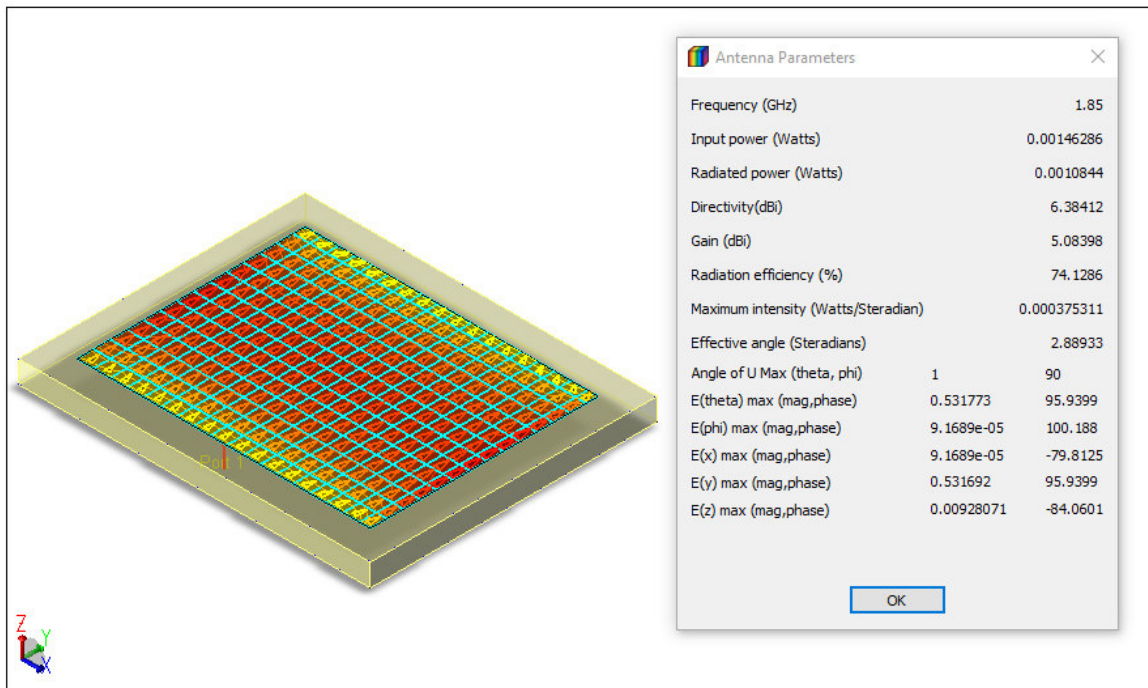 Antenna Parameters
Frequency (GHz) 1.85
Input power (Watts) 0.00146286
Radiated power (Watts) 0.0010844
Directivity(dBi) 6.38412
Gain (dBi) 5.08398
Radiation efficiency (%) 74.1286
Maximum intensity (Watts/Steradian) 0.000375311
Effective angle (Steradians) 2.88933
Angle of U Max (theta, phi) 1 90
E(theta) max (mag,phase) 0.531773 95.9399
E(phi) max (mag,phase) 9.1689e-05 100.188
E(x) max (mag,phase) 9.1689e-05 -79.8125
E(y) max (mag,phase) 0.531692 95.9399
E(z) max (mag,phase) 0.00928071 -84.0601
OK
Port 1
Z
Y
X